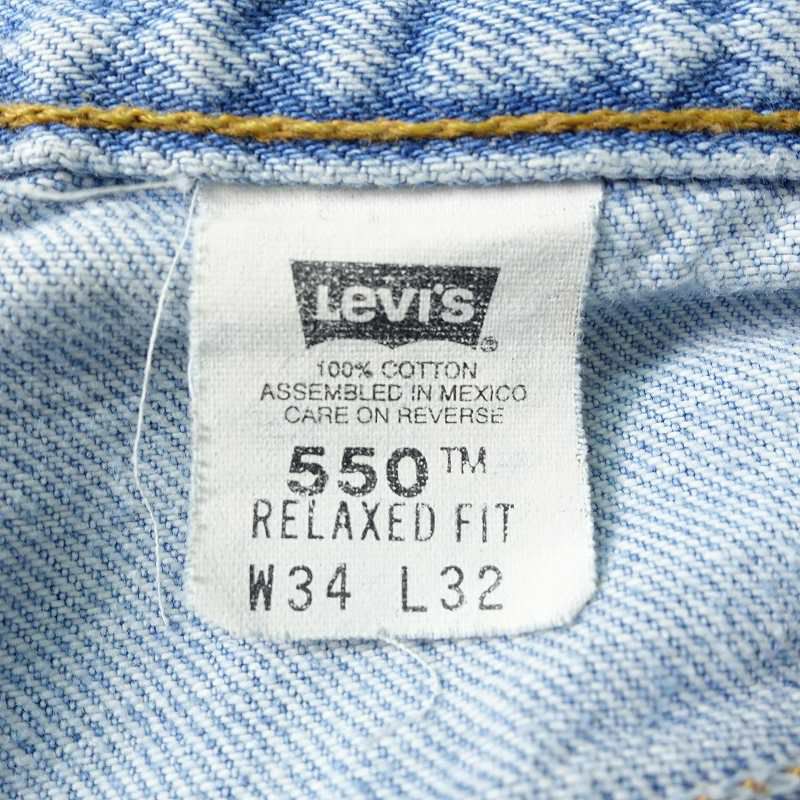 Levi's®
100% COTTON
ASSEMBLED IN MEXICO
CARE ON REVERSE
550™
RELAXED FIT
W34 L32